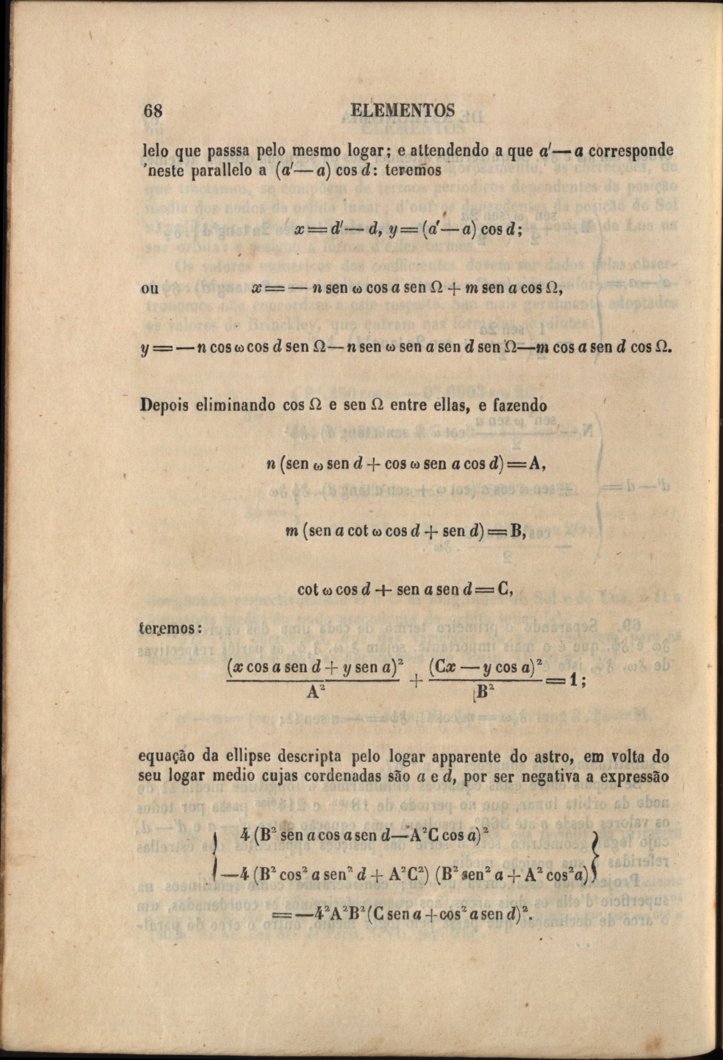 68 ELEMENTOS
lelo que passsa pelo mesmo logar; e attendendo a que a'—a corresponde
neste parallelo a (a'—a) cos d: teremos
x = d' — d, y = (a' — a) cos d;
ou x = — n sen ω cos a sen Ω + m sen a cos Ω,
y = — n cos ω cos d sen Ω — n sen ω sen a sen d sen Ω — m cos a sen d cos Ω.
Depois eliminando cos Ω e sen Ω entre ellas, e fazendo
n (sen ω sen d + cos ω sen a cos d) = A,
m (sen a cot ω cos d + sen d) = B,
cot ω cos d + sen a sen d = C,
teremos:
(x cos a sen d + y sen a)² / A² + (Cx — y cos a)² / B² = 1;
equação da ellipse descripta pelo logar apparente do astro, em volta do
seu logar medio cujas cordenadas são a e d, por ser negativa a expressão
{ 4 (B² sen a cos a sen d — A²C cos a)²
— 4 (B² cos² a sen² d + A²C²) (B² sen² a + A² cos² a) }
= — 4²A²B² (C sen a + cos² a sen d)².